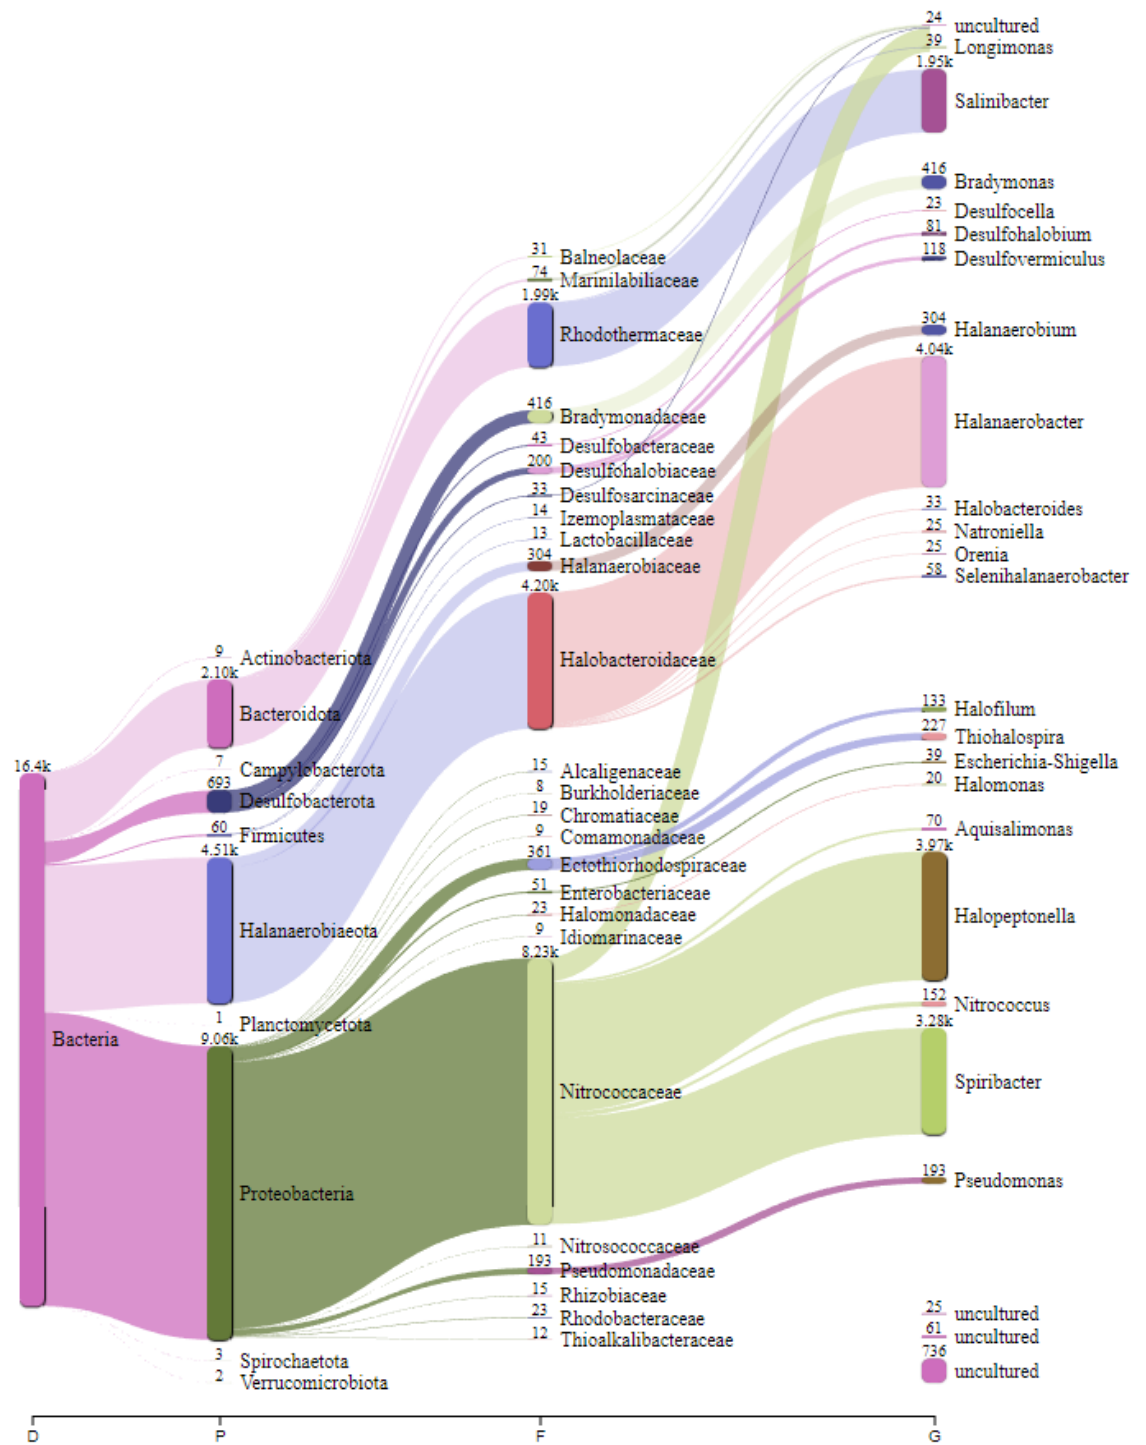 24
uncultured
39
Longimonas
1.95k
Salinibacter
416
Bradymonas
23
Desulfocella
81
Desulfohalobium
118
Desulfovermiculus
31
Balneolaceae
74
Marinilabiliaceae
1.99k
Rhodothermaceae
304
Halanaerobium
4.04k
Halanaerobacter
416
Bradymonadaceae
43
Desulfobacteraceae
200
Desulfohalobiaceae
33
Desulfosarcinaceae
14
Izemoplasmataceae
13
Lactobacillaceae
304
Halanaerobiaceae
4.20k
Halobacteroidaceae
33
Halobacteroides
25
Natroniella
25
Orenia
58
Selenihalanaerobacter
9
Actinobacteriota
2.10k
Bacteroidota
7
Campylobacterota
693
Desulfobacterota
60
Firmicutes
4.51k
Halanaerobiaeota
1
Planctomycetota
9.06k
Proteobacteria
3
Spirochaetota
2
Verrucomicrobiota
16.4k
Bacteria
15
Alcaligenaceae
8
Burkholderiaceae
19
Chromatiaceae
9
Comamonadaceae
361
Ectothiorhodospiraceae
51
Enterobacteriaceae
23
Halomonadaceae
9
Idiomarinaceae
8.23k
Nitrococcaceae
11
Nitrosococcaceae
193
Pseudomonadaceae
15
Rhizobiaceae
23
Rhodobacteraceae
12
Thioalkalibacteraceae
133
Halofilum
227
Thiohalospira
39
Escherichia-Shigella
20
Halomonas
70
Aquisalimonas
3.97k
Halopeptonella
152
Nitrococcus
3.28k
Spiribacter
193
Pseudomonas
25
uncultured
61
uncultured
736
uncultured
D P F G